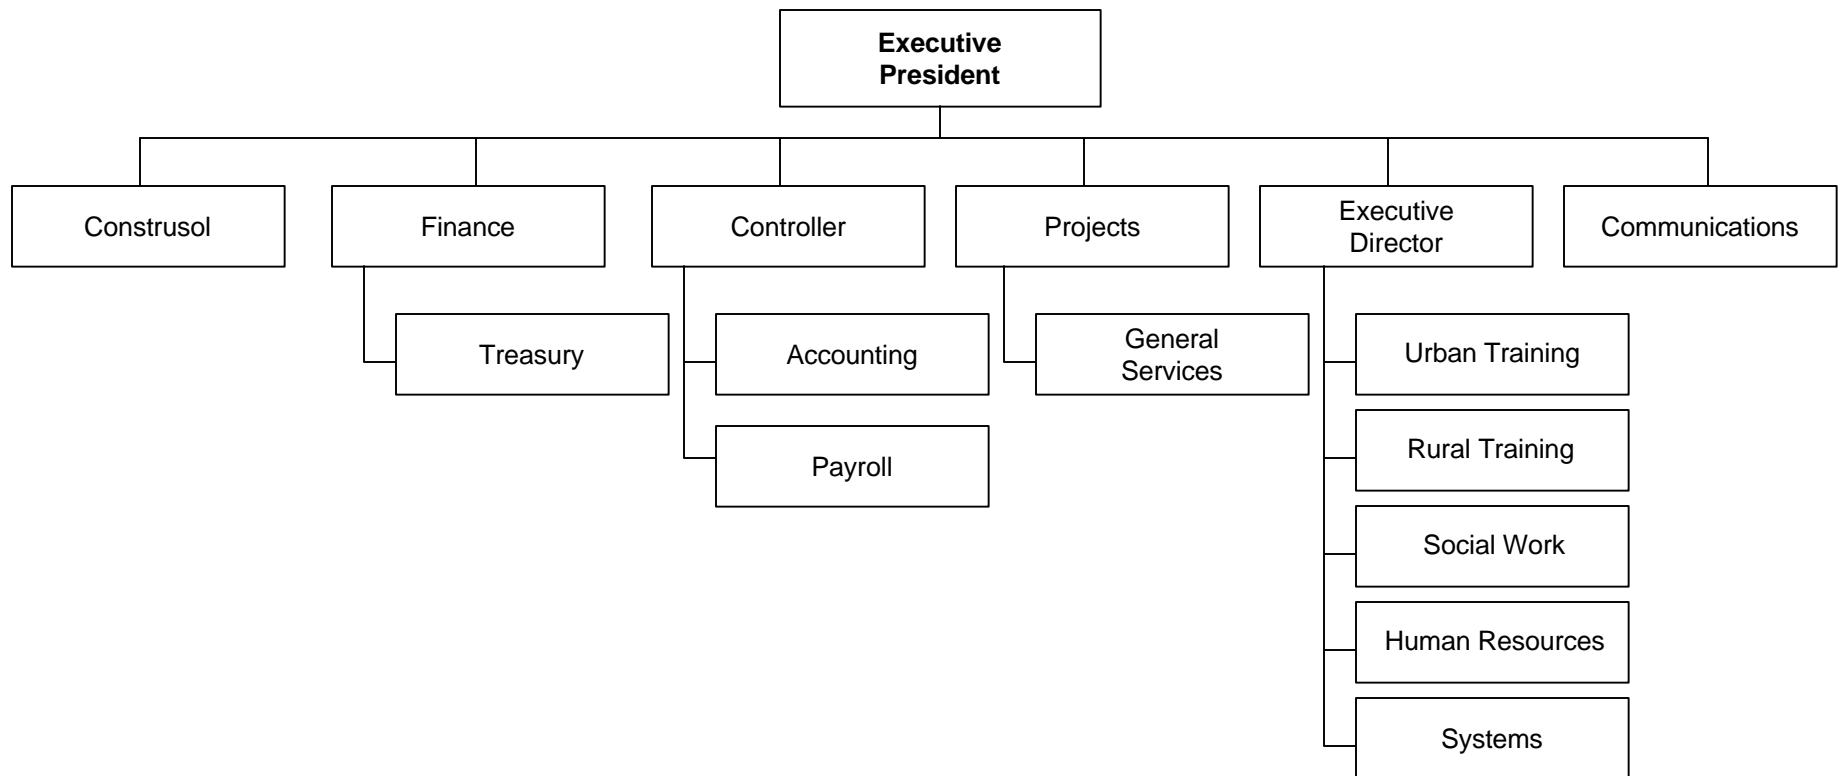 Executive
President
Construsol
Finance
Controller
Projects
Executive
Director
Communications
Treasury
Accounting
General
Services
Urban Training
Rural Training
Payroll
Social Work
Human Resources
Systems